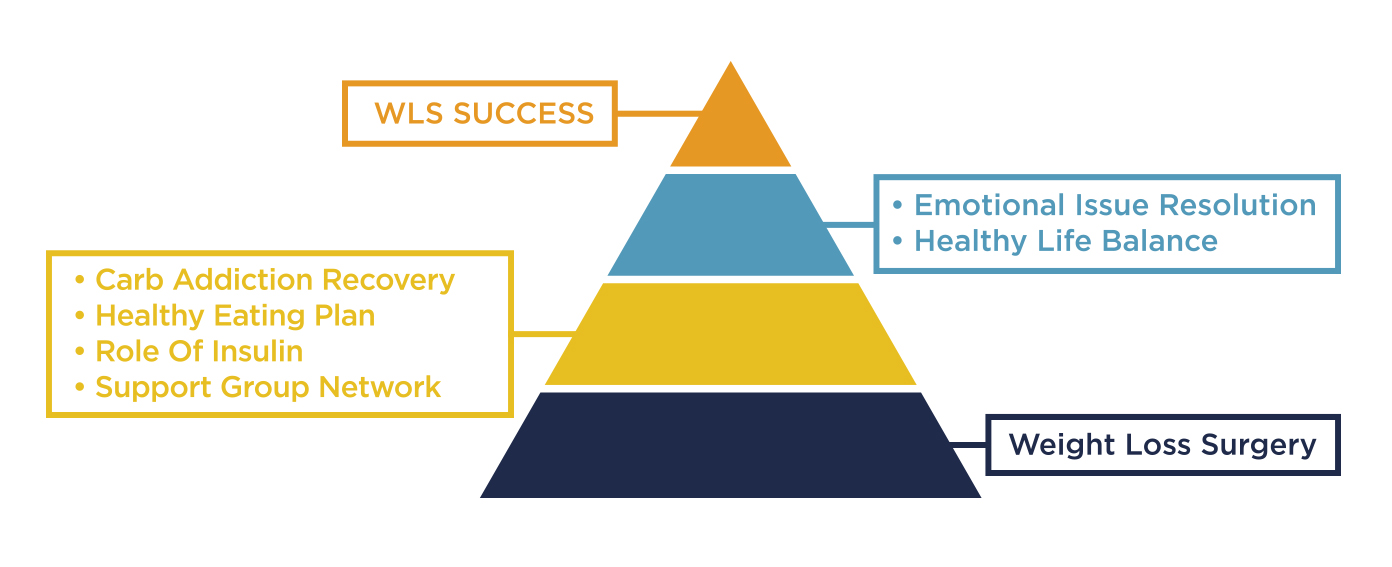 WLS SUCCESS
• Emotional Issue Resolution
• Healthy Life Balance
• Carb Addiction Recovery
• Healthy Eating Plan
• Role Of Insulin
• Support Group Network
Weight Loss Surgery